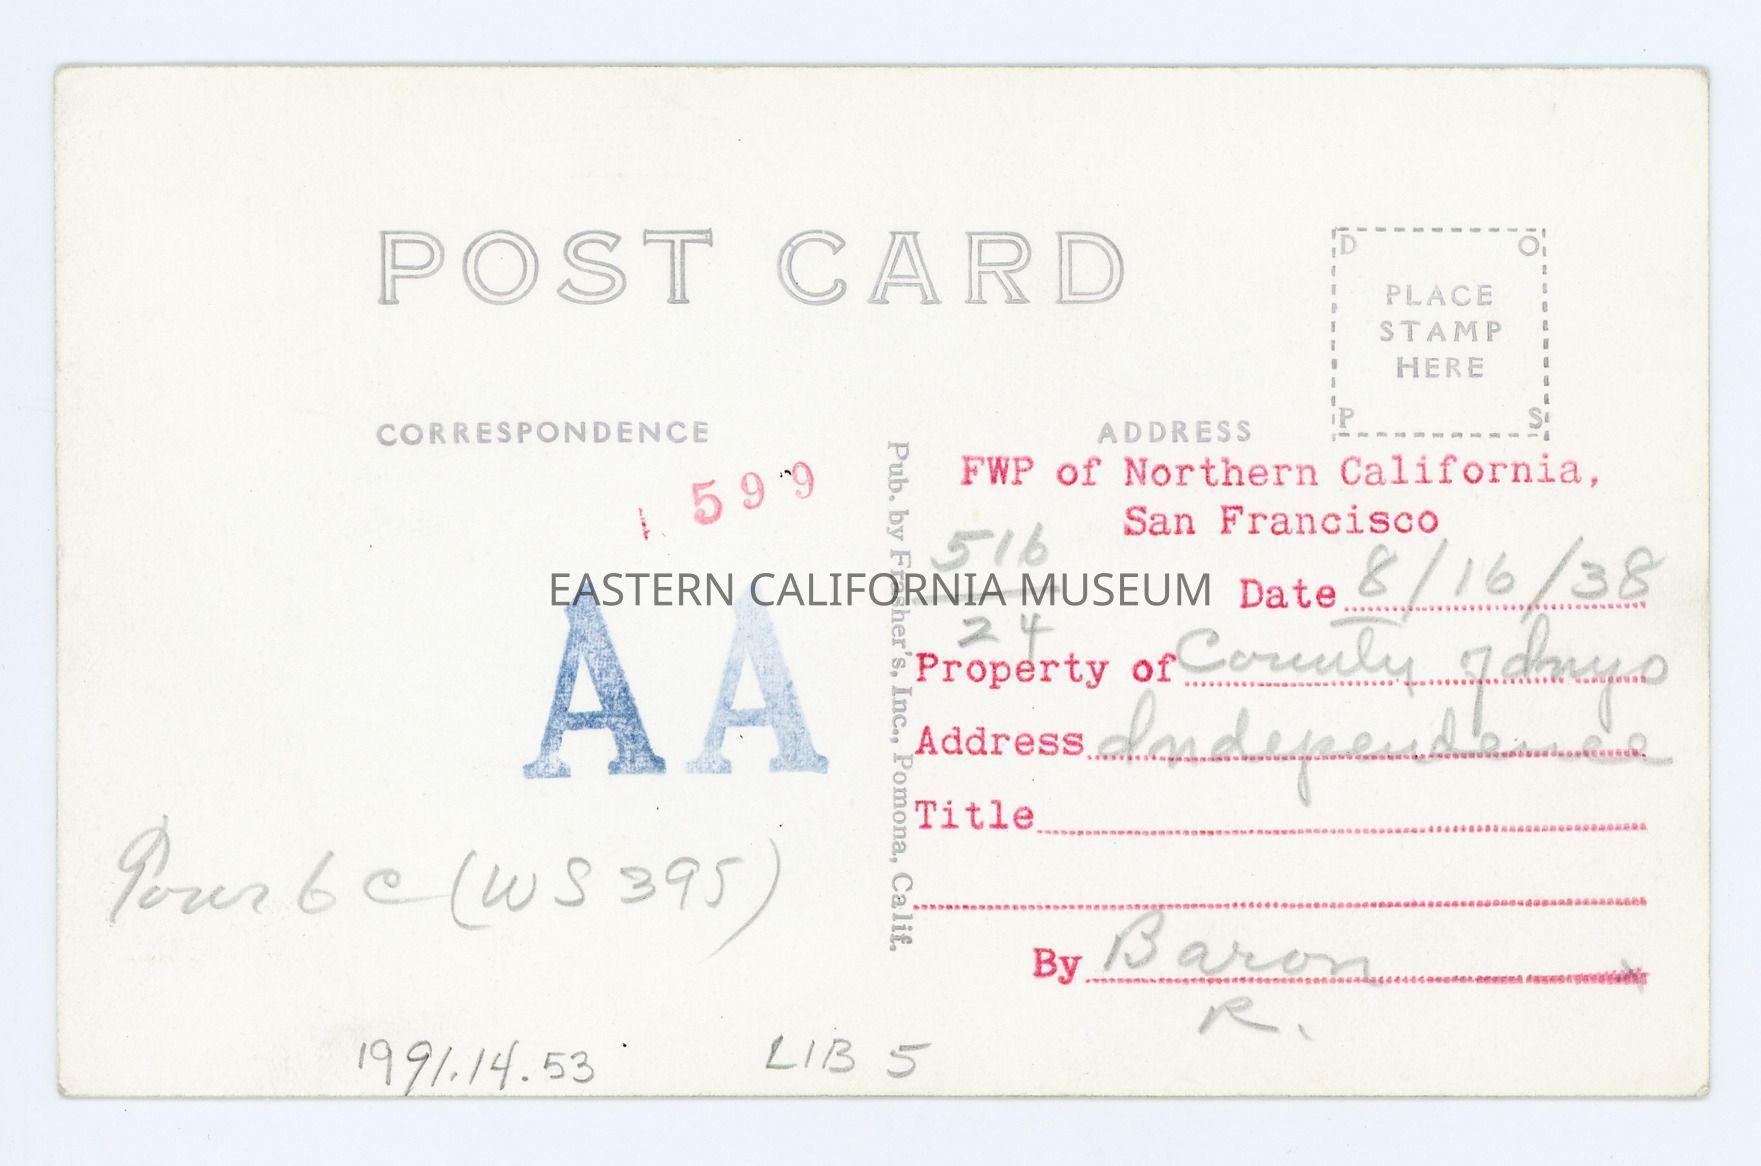 POST CARD
D O
PLACE
STAMP
HERE
P S
CORRESPONDENCE
ADDRESS
1 599
FWP of Northern California,
San Francisco
516
24
EASTERN CALIFORNIA MUSEUM
Date 8/16/38
AA
Pub. by Frasher's, Inc., Pomona, Calif.
Property of County of Inyo
Address Independence
Title
Tour 6 C (WS 395)
By Baron
R.
1991.14.53
LIB 5